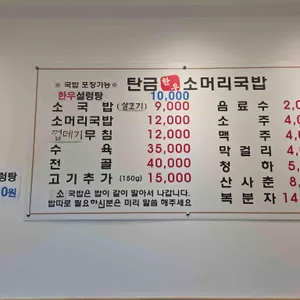 ※ 국밥 포장가능※ 탄금 한우 소머리국밥
한우설렁탕 10,000
소국밥 (살코기) 9,000 음료수 2,0
소머리국밥 12,000 소주 4,0
껍데기무침 12,000 맥주 4,0
수육 35,000 막걸리 4,0
전골 40,000 청하 5,0
고기추가 (150g) 15,000 산사춘 8,
소국밥은 밥이 같이 말아서 나갑니다. 복분자 14
밥따로 필요하신분은 미리 말씀 해주세요
렁탕
0원